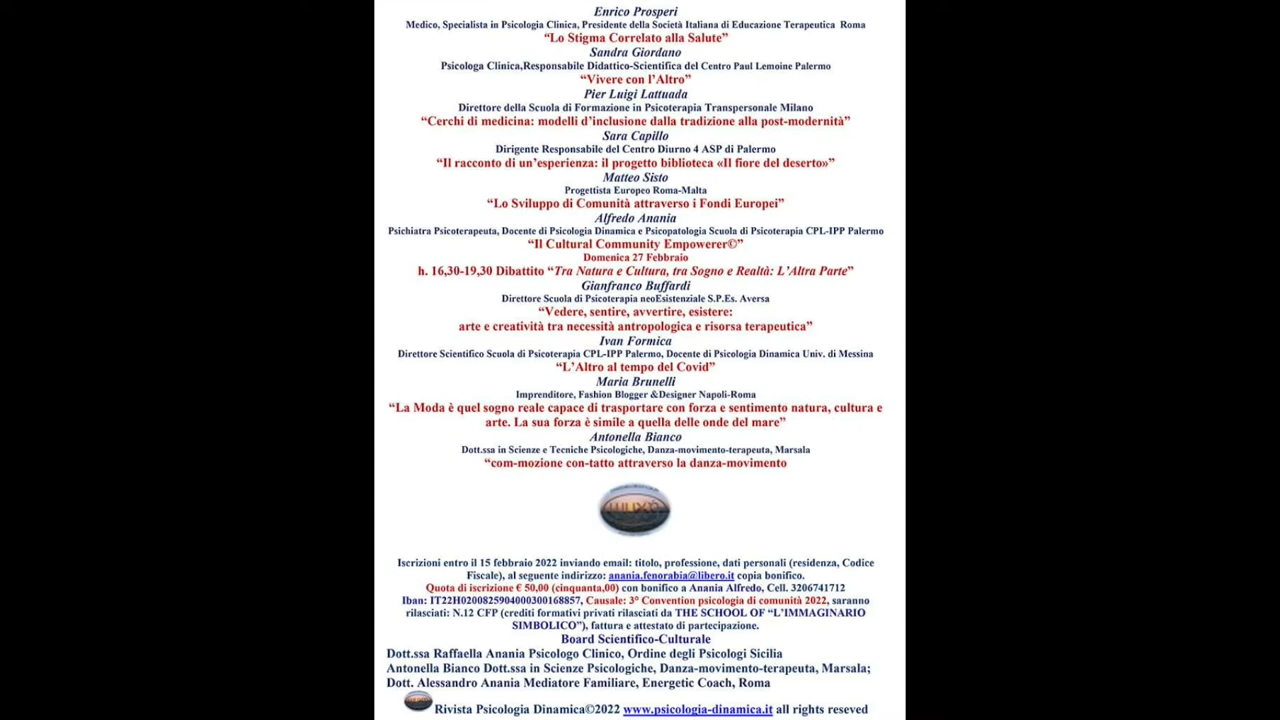 Enrico Prosperi
Medico, Specialista in Psicologia Clinica, Presidente della Società Italiana di Educazione Terapeutica Roma
“Lo Stigma Correlato alla Salute”
Sandra Giordano
Psicologa Clinica,Responsabile Didattico-Scientifica del Centro Paul Lemoine Palermo
“Vivere con l’Altro”
Pier Luigi Lattuada
Direttore della Scuola di Formazione in Psicoterapia Transpersonale Milano
“Cerchi di medicina: modelli d’inclusione dalla tradizione alla post-modernità”
Sara Capillo
Dirigente Responsabile del Centro Diurno 4 ASP di Palermo
“Il racconto di un’esperienza: il progetto biblioteca «Il fiore del deserto»”
Matteo Sisto
Progettista Europeo Roma-Malta
“Lo Sviluppo di Comunità attraverso i Fondi Europei”
Alfredo Anania
Psichiatra Psicoterapeuta, Docente di Psicologia Dinamica e Psicopatologia Scuola di Psicoterapia CPL-IPP Palermo
“Il Cultural Community Empowerer©”
Domenica 27 Febbraio
h. 16,30-19,30 Dibattito “Tra Natura e Cultura, tra Sogno e Realtà: L’Altra Parte”
Gianfranco Buffardi
Direttore Scuola di Psicoterapia neoEsistenziale S.P.Es. Aversa
“Vedere, sentire, avvertire, esistere:
arte e creatività tra necessità antropologica e risorsa terapeutica”
Ivan Formica
Direttore Scientifico Scuola di Psicoterapia CPL-IPP Palermo, Docente di Psicologia Dinamica Univ. di Messina
“L’Altro al tempo del Covid”
Maria Brunelli
Imprenditore, Fashion Blogger &Designer Napoli-Roma
“La Moda è quel sogno reale capace di trasportare con forza e sentimento natura, cultura e
arte. La sua forza è simile a quella delle onde del mare”
Antonella Bianco
Dott.ssa in Scienze e Tecniche Psicologiche, Danza-movimento-terapeuta, Marsala
“com-mozione con-tatto attraverso la danza-movimento
Iscrizioni entro il 15 febbraio 2022 inviando email: titolo, professione, dati personali (residenza, Codice
Fiscale), al seguente indirizzo: anania.fenorabia@libero.it copia bonifico.
Quota di iscrizione € 50,00 (cinquanta,00) con bonifico a Anania Alfredo, Cell. 3206741712
Iban: IT22H0200825904000300168857, Causale: 3° Convention psicologia di comunità 2022, saranno
rilasciati: N.12 CFP (crediti formativi privati rilasciati da THE SCHOOL OF “L’IMMAGINARIO
SIMBOLICO”), fattura e attestato di partecipazione.
Board Scientifico-Culturale
Dott.ssa Raffaella Anania Psicologo Clinico, Ordine degli Psicologi Sicilia
Antonella Bianco Dott.ssa in Scienze Psicologiche, Danza-movimento-terapeuta, Marsala;
Dott. Alessandro Anania Mediatore Familiare, Energetic Coach, Roma
Rivista Psicologia Dinamica©2022 www.psicologia-dinamica.it all rights reseved